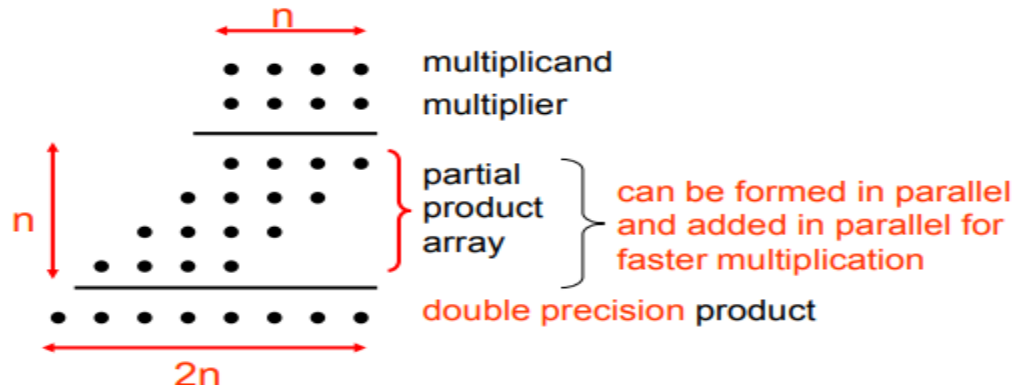 n
multiplicand
multiplier
n
partial
product
array
can be formed in parallel
and added in parallel for
faster multiplication
double precision product
2n